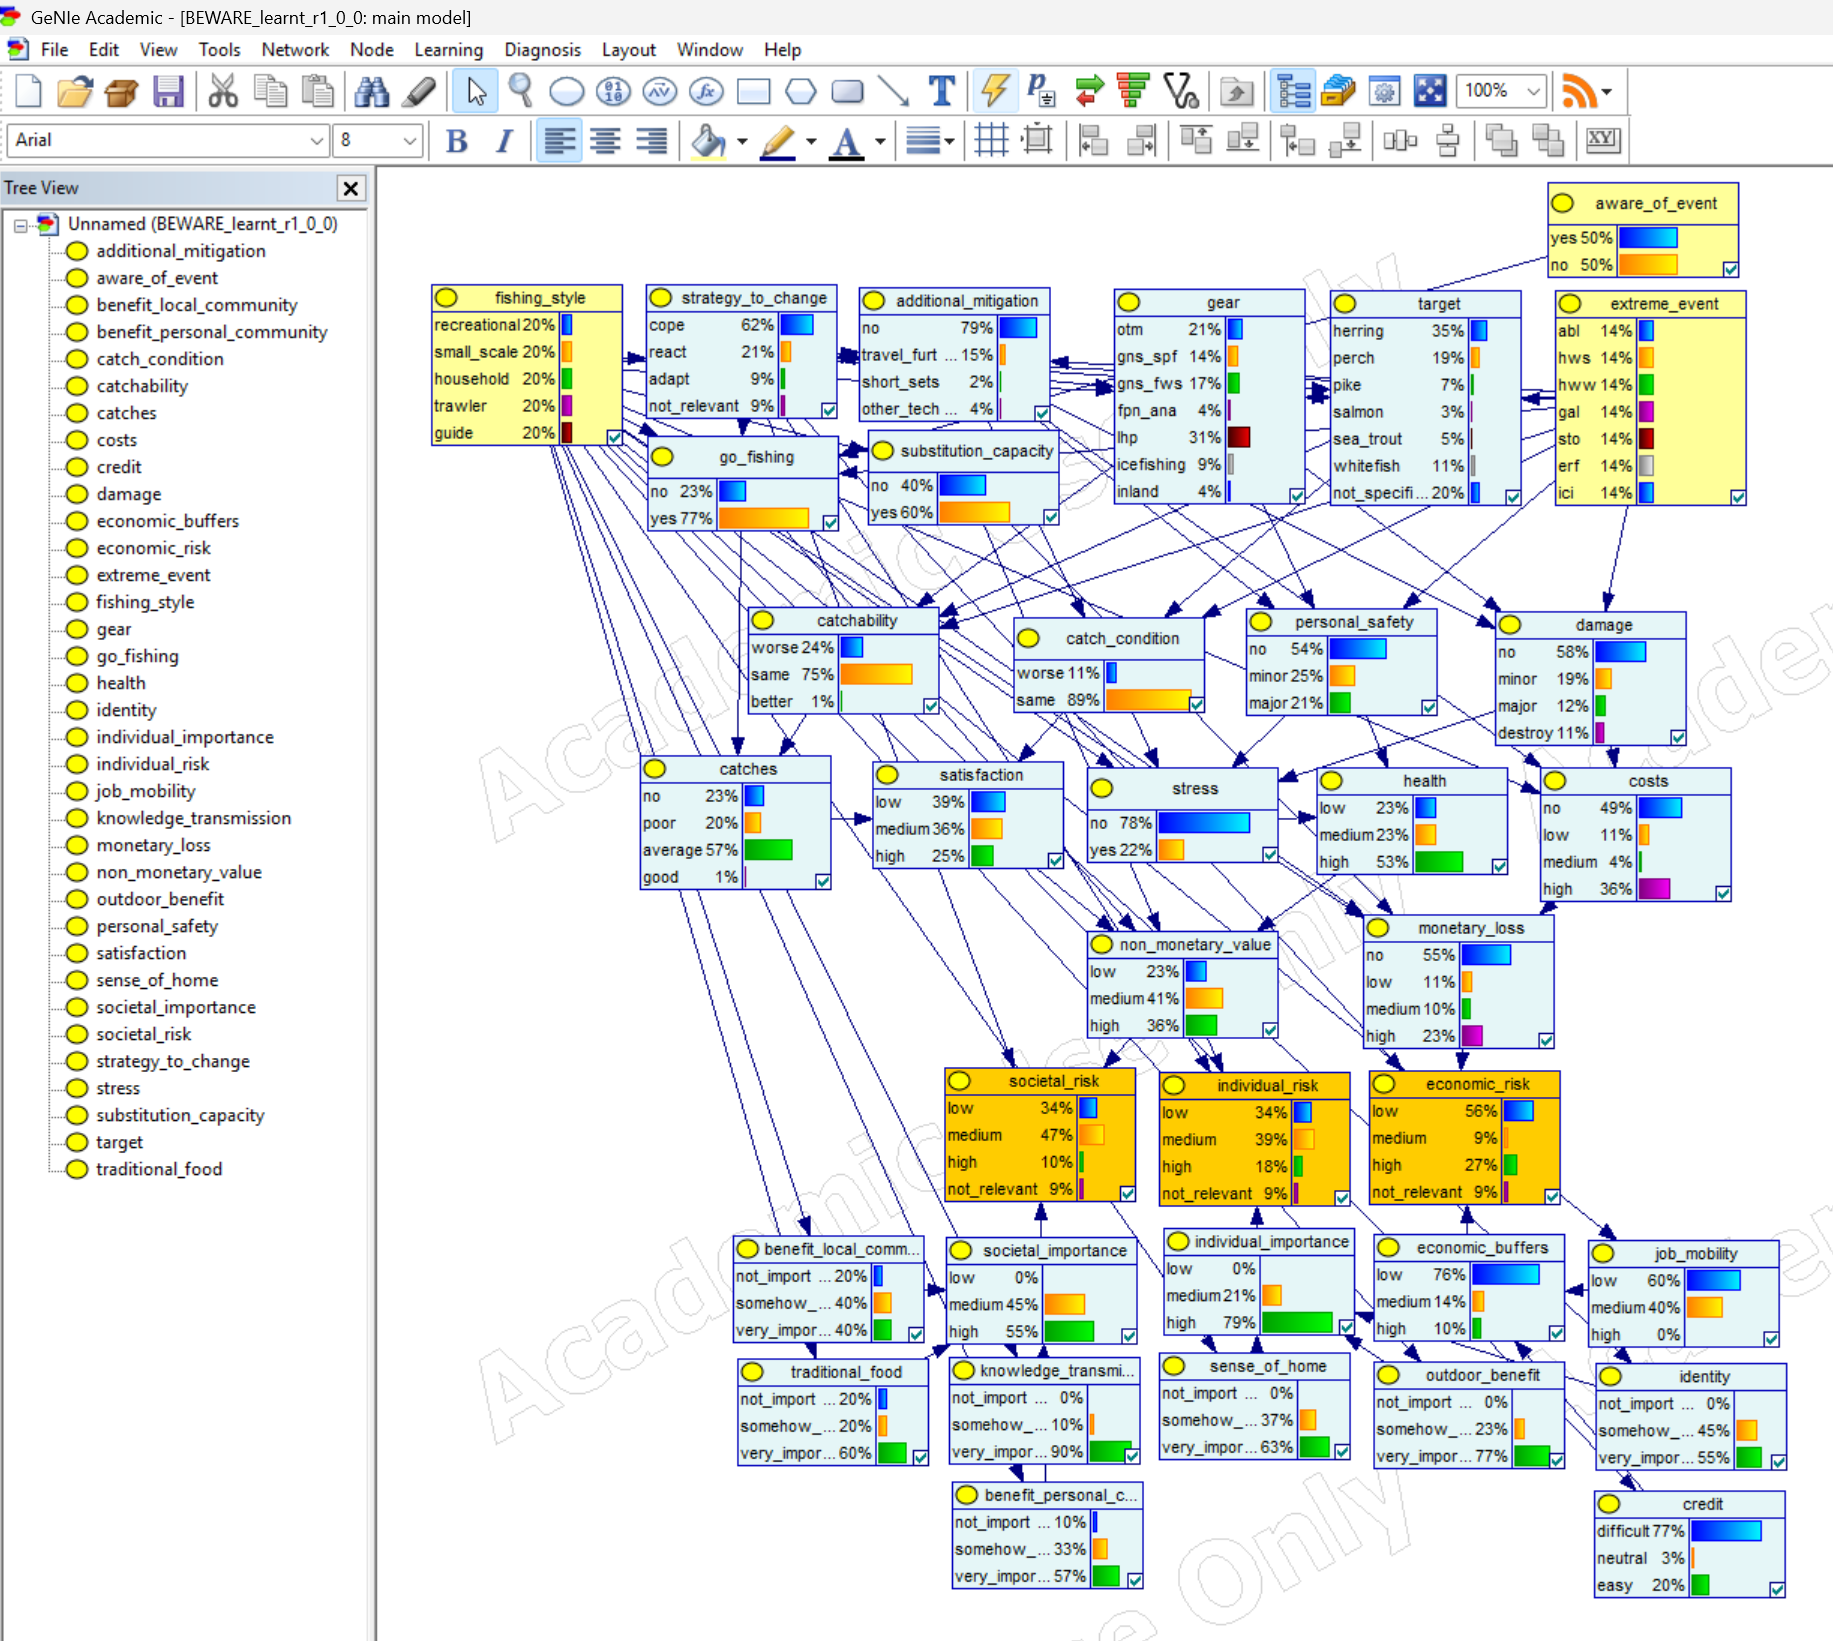 GeNIe Academic - [BEWARE_learnt_r1_0_0: main model]
File Edit View Tools Network Node Learning Diagnosis Layout Window Help
100%
Arial 8
Tree View
Unnamed (BEWARE_learnt_r1_0_0)
additional_mitigation
aware_of_event
benefit_local_community
benefit_personal_community
catch_condition
catchability
catches
costs
credit
damage
economic_buffers
economic_risk
extreme_event
fishing_style
gear
go_fishing
health
identity
individual_importance
individual_risk
job_mobility
knowledge_transmission
monetary_loss
non_monetary_value
outdoor_benefit
personal_safety
satisfaction
sense_of_home
societal_importance
societal_risk
strategy_to_change
stress
substitution_capacity
target
traditional_food
aware_of_event
yes 50%
no 50%
fishing_style
recreational 20%
small_scale 20%
household 20%
trawler 20%
guide 20%
strategy_to_change
cope 62%
react 21%
adapt 9%
not_relevant 9%
additional_mitigation
no 79%
travel_furt ... 15%
short_sets 2%
other_tech ... 4%
gear
otm 21%
gns_spf 14%
gns_fws 17%
fpn_ana 4%
lhp 31%
icefishing 9%
inland 4%
target
herring 35%
perch 19%
pike 7%
salmon 3%
sea_trout 5%
whitefish 11%
not_specifi... 20%
extreme_event
abl 14%
hws 14%
hww 14%
gal 14%
sto 14%
erf 14%
ici 14%
go_fishing
no 23%
yes 77%
substitution_capacity
no 40%
yes 60%
catchability
worse 24%
same 75%
better 1%
catch_condition
worse 11%
same 89%
personal_safety
no 54%
minor 25%
major 21%
damage
no 58%
minor 19%
major 12%
destroy 11%
catches
no 23%
poor 20%
average 57%
good 1%
satisfaction
low 39%
medium 36%
high 25%
stress
no 78%
yes 22%
health
low 23%
medium 23%
high 53%
costs
no 49%
low 11%
medium 4%
high 36%
non_monetary_value
low 23%
medium 41%
high 36%
monetary_loss
no 55%
low 11%
medium 10%
high 23%
societal_risk
low 34%
medium 47%
high 10%
not_relevant 9%
individual_risk
low 34%
medium 39%
high 18%
not_relevant 9%
economic_risk
low 56%
medium 9%
high 27%
not_relevant 9%
benefit_local_comm...
not_import ... 20%
somehow_... 40%
very_impor... 40%
societal_importance
low 0%
medium 45%
high 55%
individual_importance
low 0%
medium 21%
high 79%
economic_buffers
low 76%
medium 14%
high 10%
job_mobility
low 60%
medium 40%
high 0%
traditional_food
not_import ... 20%
somehow_... 20%
very_impor... 60%
knowledge_transmi...
not_import ... 0%
somehow_... 10%
very_impor... 90%
sense_of_home
not_import ... 0%
somehow_... 37%
very_impor... 63%
outdoor_benefit
not_import ... 0%
somehow_... 23%
very_impor... 77%
identity
not_import ... 0%
somehow_... 45%
very_impor... 55%
benefit_personal_c...
not_import ... 10%
somehow_... 33%
very_impor... 57%
credit
difficult 77%
neutral 3%
easy 20%